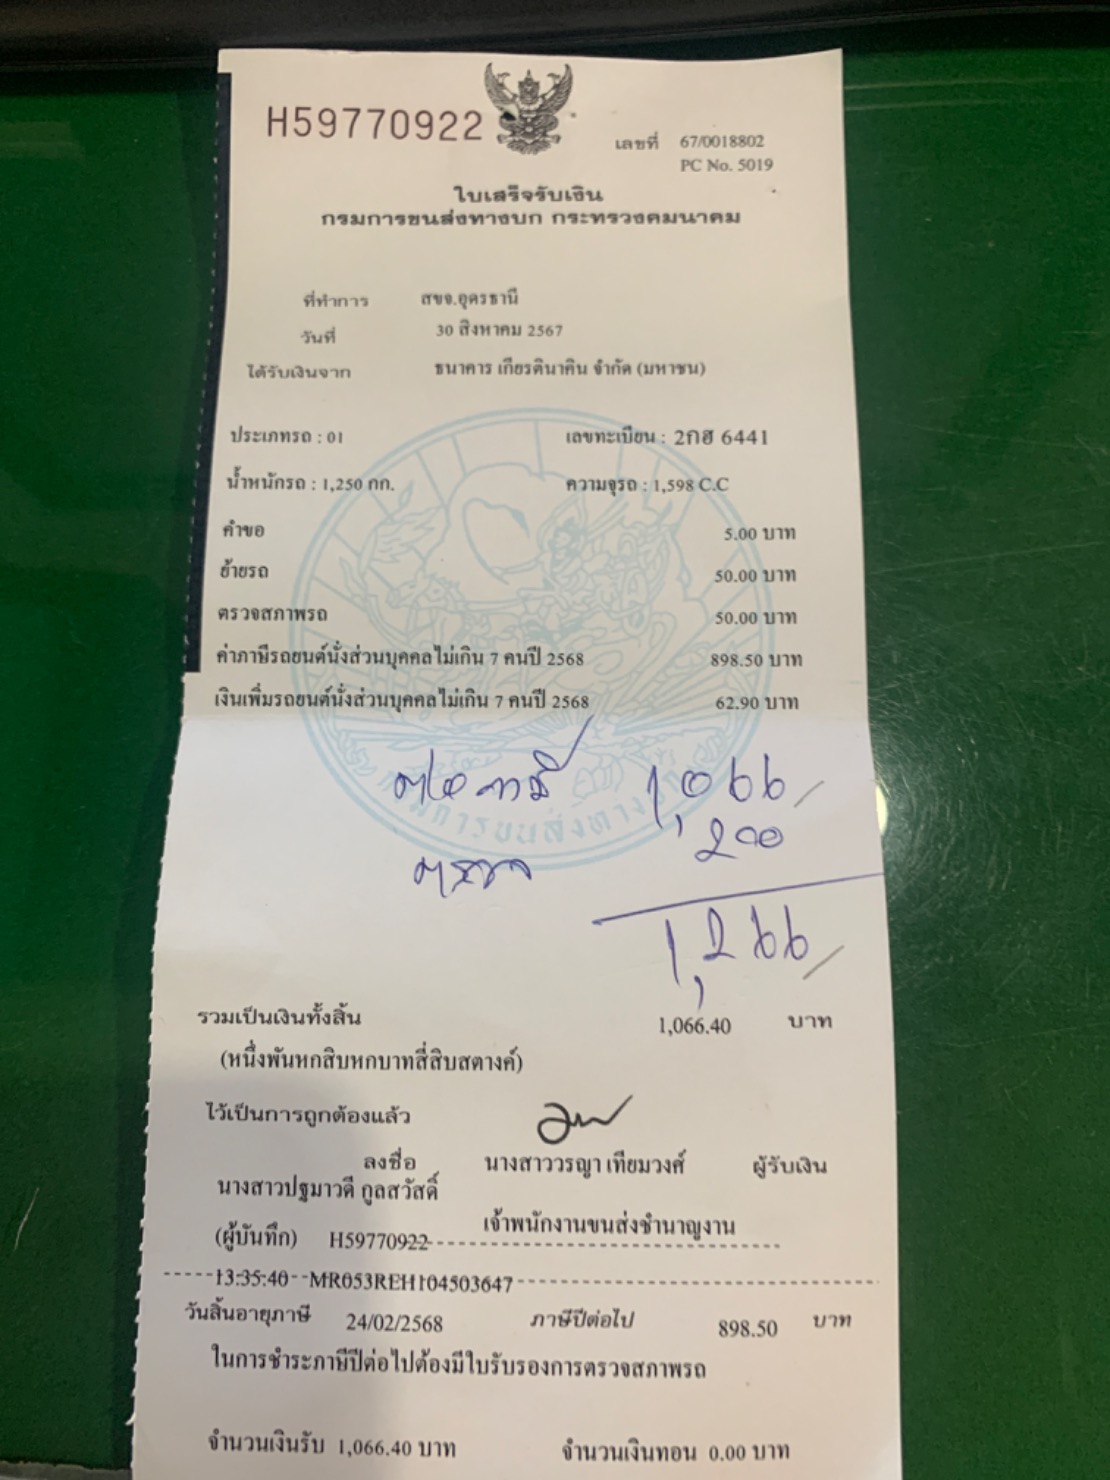 H59770922
เลขที่ 67/0018802
PC No. 5019
ใบเสร็จรับเงิน
กรมการขนส่งทางบก กระทรวงคมนาคม
ที่ทำการ สขจ.อุดรธานี
วันที่ 30 สิงหาคม 2567
ได้รับเงินจาก ธนาคาร เกียรตินาคิน จำกัด (มหาชน)
ประเภทรถ : 01 เลขทะเบียน : 2กฮ 6441
น้ำหนักรถ : 1,250 กก. ความจุรถ : 1,598 C.C
คำขอ 5.00 บาท
ย้ายรถ 50.00 บาท
ตรวจสภาพรถ 50.00 บาท
ค่าภาษีรถยนต์นั่งส่วนบุคคลไม่เกิน 7 คนปี 2568 898.50 บาท
เงินเพิ่มรถยนต์นั่งส่วนบุคคลไม่เกิน 7 คนปี 2568 62.90 บาท
1,066
ตรวจ 200
1,266
รวมเป็นเงินทั้งสิ้น 1,066.40 บาท
(หนึ่งพันหกสิบหกบาทสี่สิบสตางค์)
ไว้เป็นการถูกต้องแล้ว
ลงชื่อ นางสาววรญา เทียมวงศ์ ผู้รับเงิน
นางสาวปฐมาวดี กูลสวัสดิ์
เจ้าพนักงานขนส่งชำนาญงาน
(ผู้บันทึก) H59770922
13:35:40 MR053REH104503647
วันสิ้นอายุภาษี 24/02/2568 ภาษีปีต่อไป 898.50 บาท
ในการชำระภาษีปีต่อไปต้องมีใบรับรองการตรวจสภาพรถ
จำนวนเงินรับ 1,066.40 บาท จำนวนเงินทอน 0.00 บาท